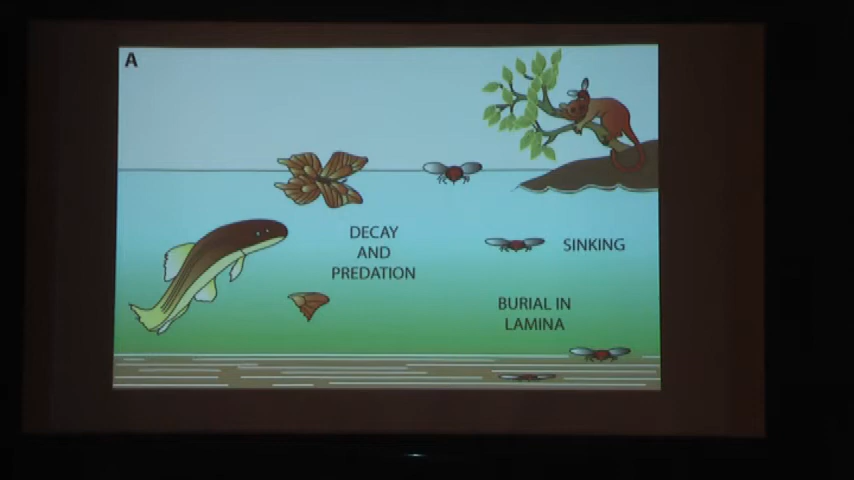 A
DECAY
AND
PREDATION
SINKING
BURIAL IN
LAMINA